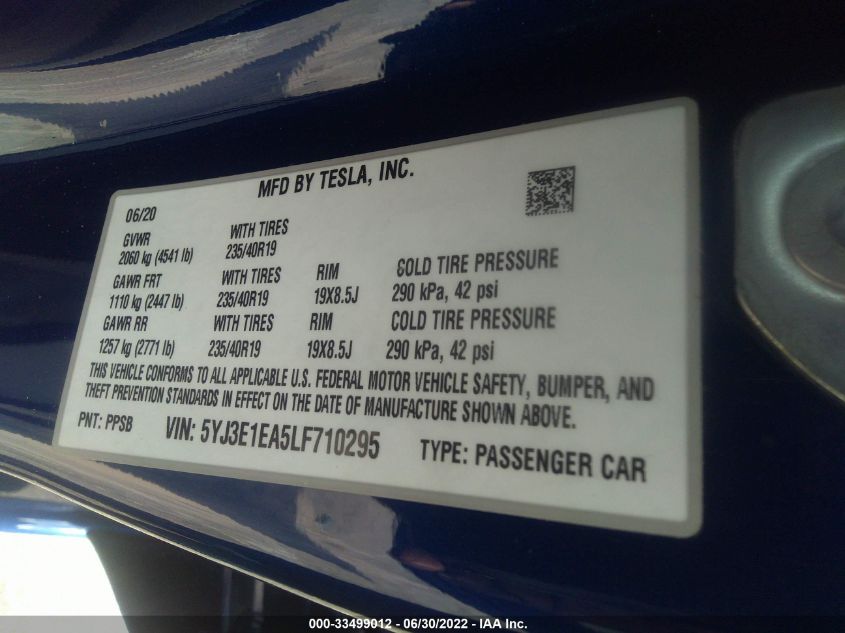 MFD BY TESLA, INC.
06/20
GVWR WITH TIRES
2060 kg (4541 lb) 235/40R19
GAWR FRT WITH TIRES RIM COLD TIRE PRESSURE
1110 kg (2447 lb) 235/40R19 19X8.5J 290 kPa, 42 psi
GAWR RR WITH TIRES RIM COLD TIRE PRESSURE
1257 kg (2771 lb) 235/40R19 19X8.5J 290 kPa, 42 psi
THIS VEHICLE CONFORMS TO ALL APPLICABLE U.S. FEDERAL MOTOR VEHICLE SAFETY, BUMPER, AND
THEFT PREVENTION STANDARDS IN EFFECT ON THE DATE OF MANUFACTURE SHOWN ABOVE.
PNT: PPSB VIN: 5YJ3E1EA5LF710295 TYPE: PASSENGER CAR
000-33499012 - 06/30/2022 - IAA Inc.